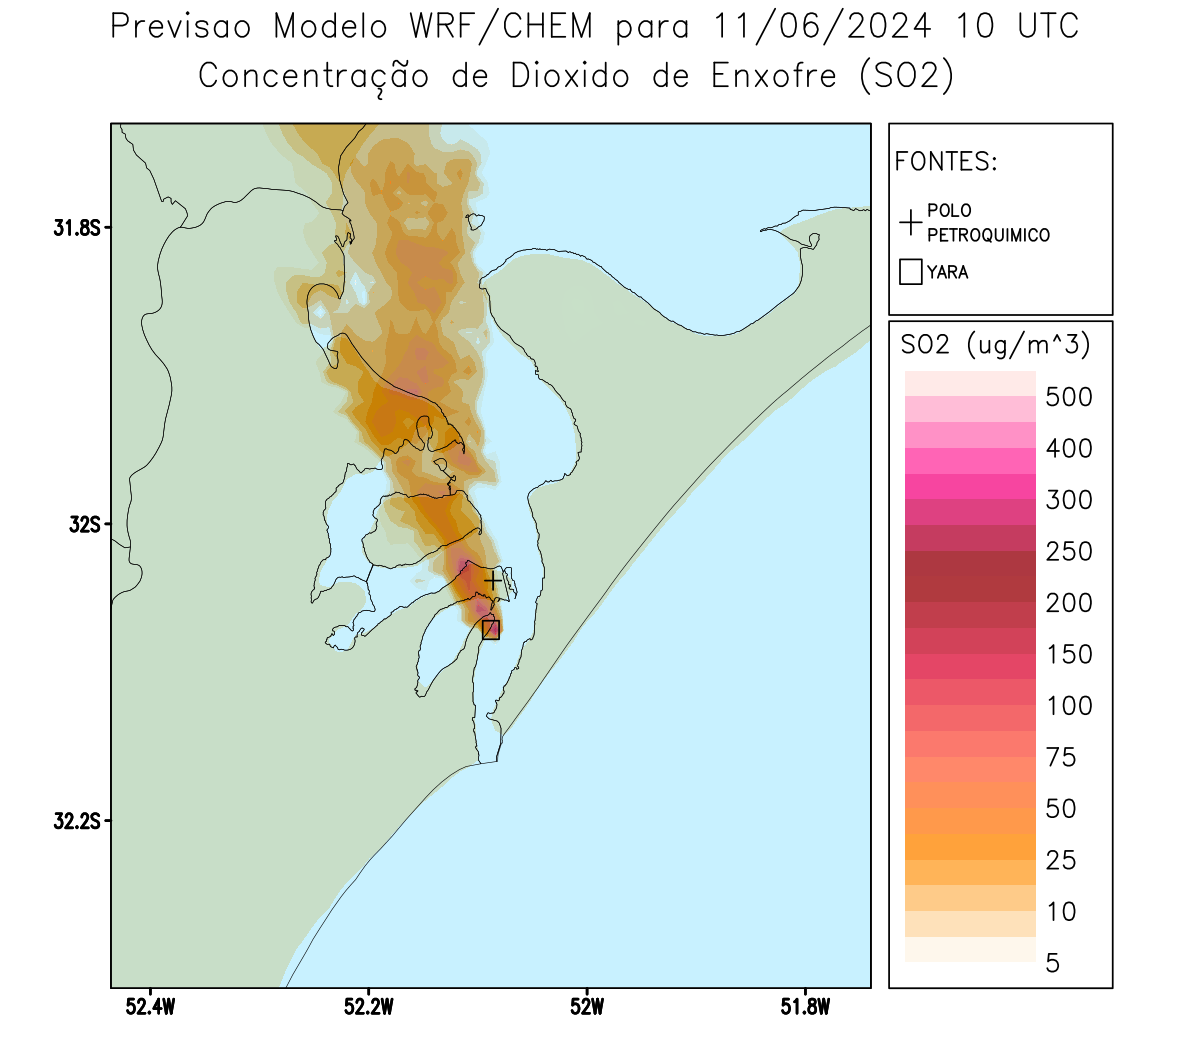 Previsao Modelo WRF/CHEM para 11/06/2024 10 UTC
Concentração de Dioxido de Enxofre (SO2)
FONTES:
POLO
PETROQUIMICO
YARA
SO2 (ug/m^3)
500
400
300
250
200
150
100
75
50
25
10
5
31.8S
32S
32.2S
52.4W
52.2W
52W
51.8W